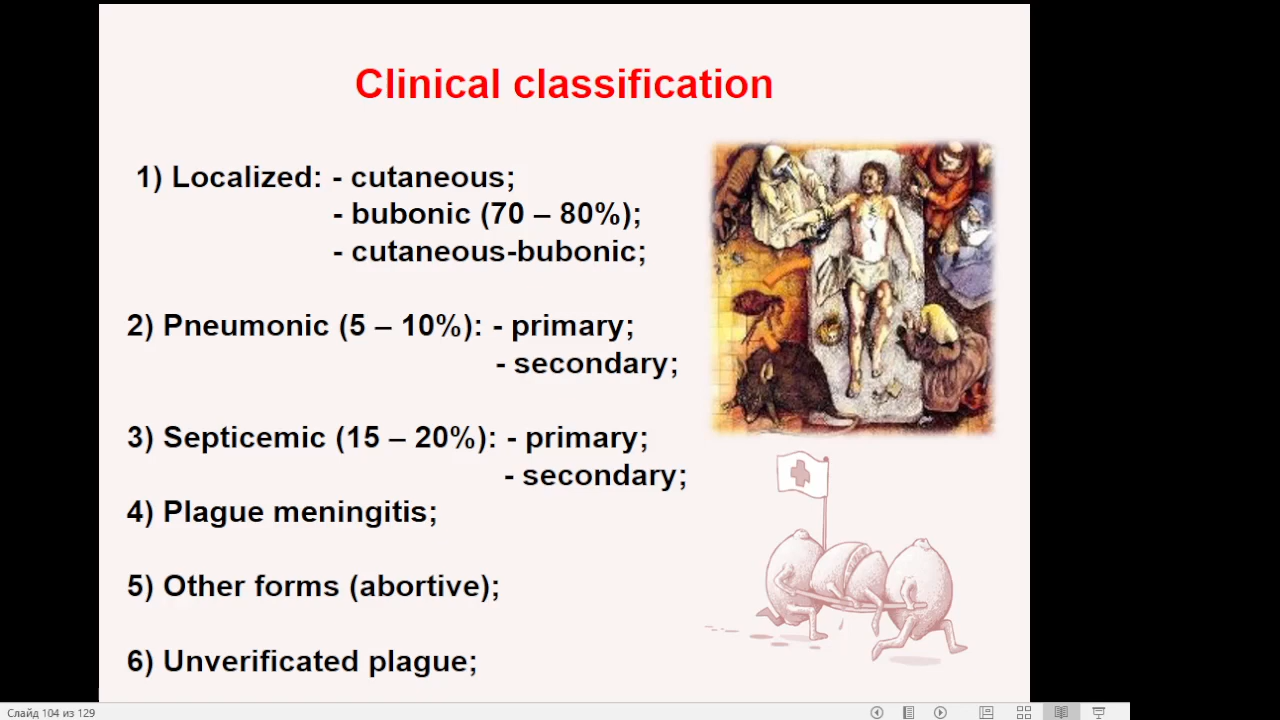 Clinical classification
1) Localized: - cutaneous;
- bubonic (70 – 80%);
- cutaneous-bubonic;
2) Pneumonic (5 – 10%): - primary;
- secondary;
3) Septicemic (15 – 20%): - primary;
- secondary;
4) Plague meningitis;
5) Other forms (abortive);
6) Unverificated plague;
Слайд 104 из 129